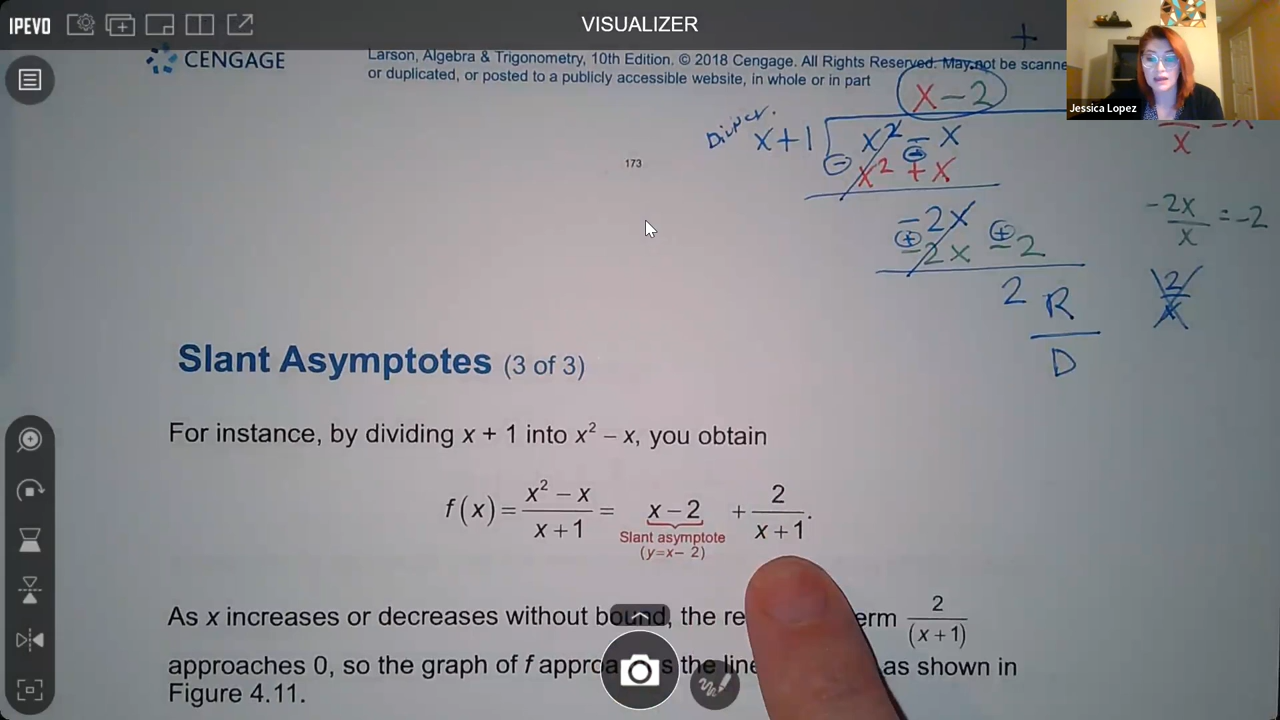 IPEVO
VISUALIZER
CENGAGE
Larson, Algebra & Trigonometry, 10th Edition. © 2018 Cengage. All Rights Reserved. May not be scanne
or duplicated, or posted to a publicly accessible website, in whole or in part
Jessica Lopez
+
x-2
x+1 x² - x
x² + x
-2x
-2x - 2
2 R
D
x
-2x
x
= -2
2
x
173
Slant Asymptotes (3 of 3)
For instance, by dividing x + 1 into x² – x, you obtain
f(x) = x² – x / x + 1 = x – 2 + 2 / x + 1.
Slant asymptote
(y=x– 2)
As x increases or decreases without bound, the re erm 2 / (x + 1)
approaches 0, so the graph of f appro s the line as shown in
Figure 4.11.